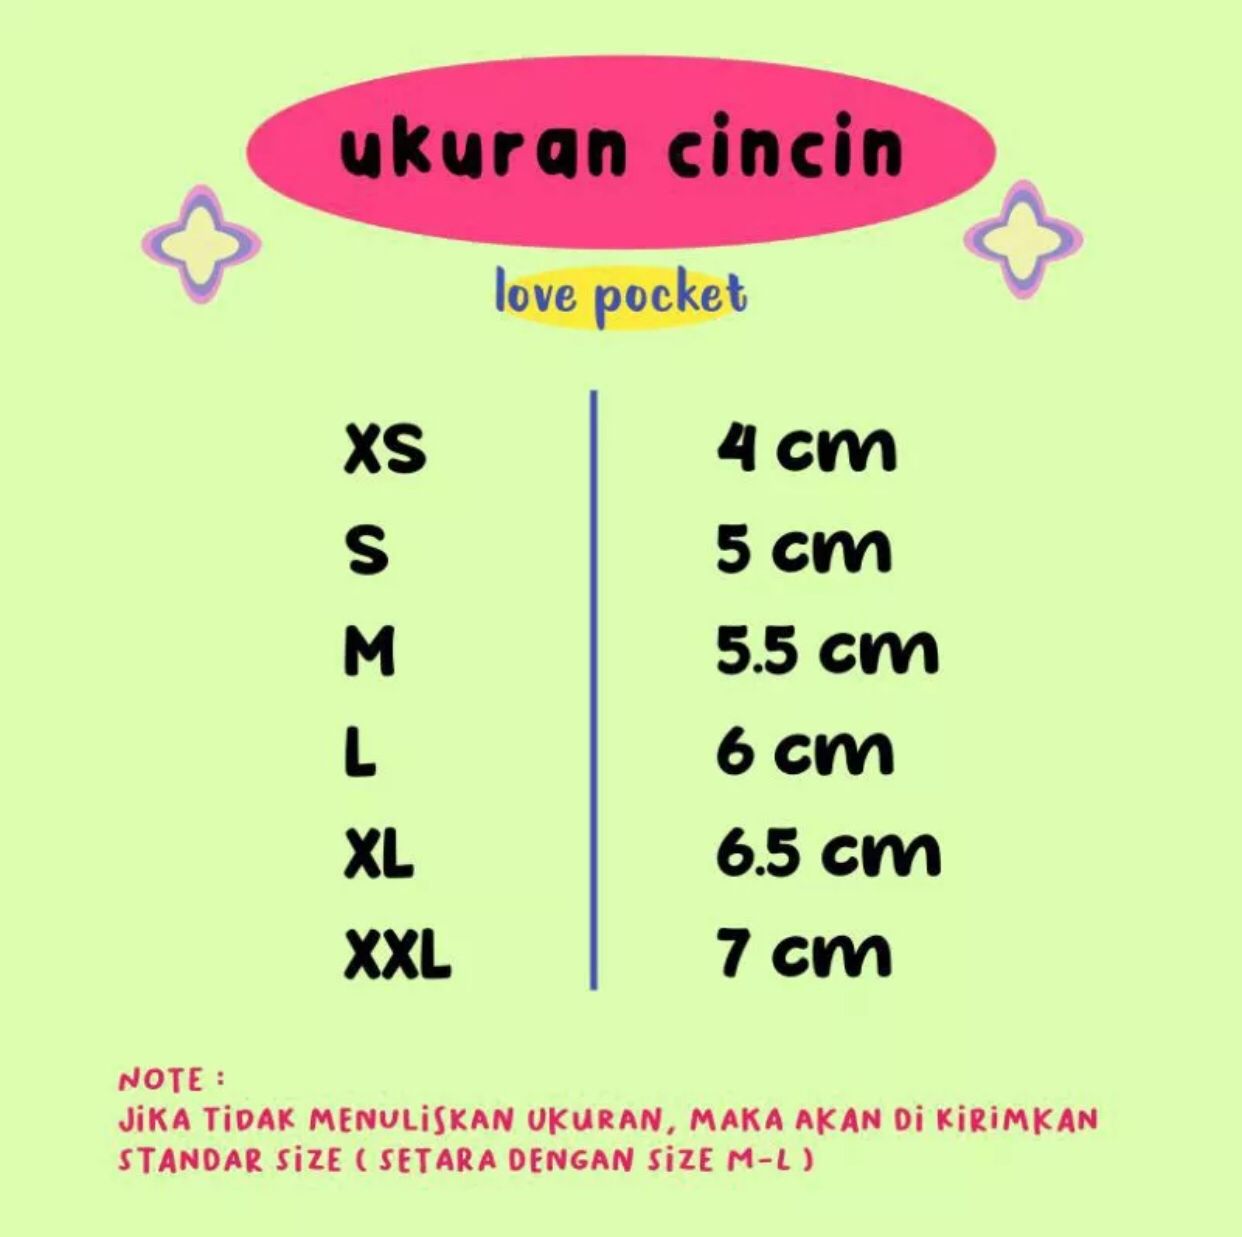 ukuran cincin
love pocket
XS 4 cm
S 5 cm
M 5.5 cm
L 6 cm
XL 6.5 cm
XXL 7 cm
NOTE :
JiKA TiDAK MENULiSKAN UKURAN, MAKA AKAN Di KiRiMKAN
STANDAR SiZE ( SETARA DENGAN SiZE M-L )